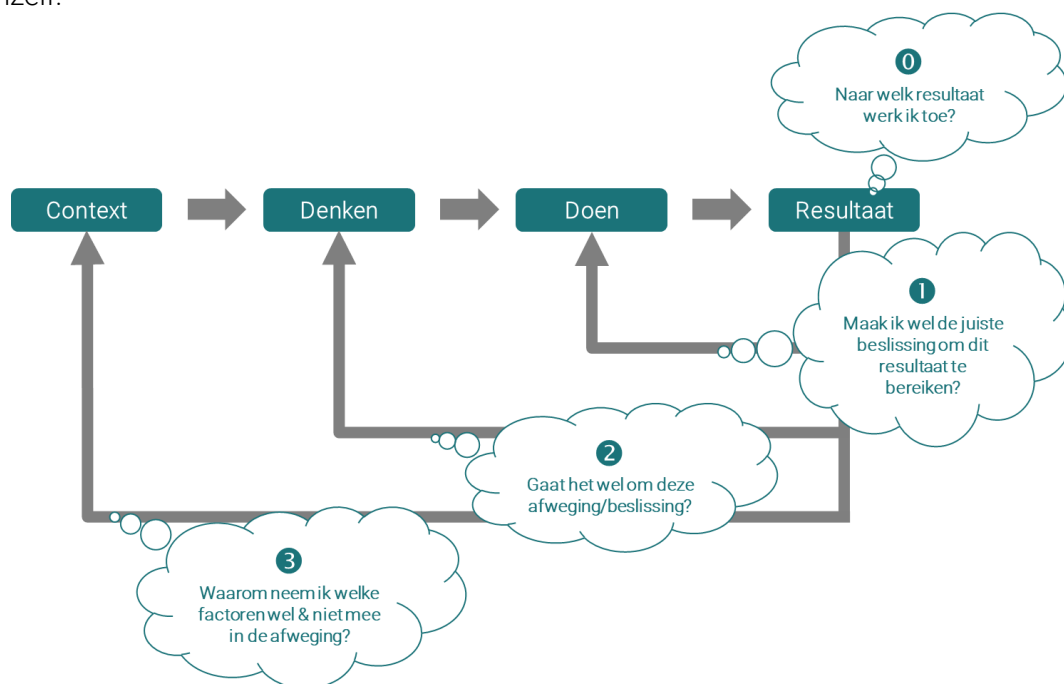 Context
Denken
Doen
Resultaat
0
Naar welk resultaat
werk ik toe?
1
Maak ik wel de juiste
beslissing om dit
resultaat te
bereiken?
2
Gaat het wel om deze
afweging/beslissing?
3
Waarom neem ik welke
factoren wel & niet mee
in de afweging?